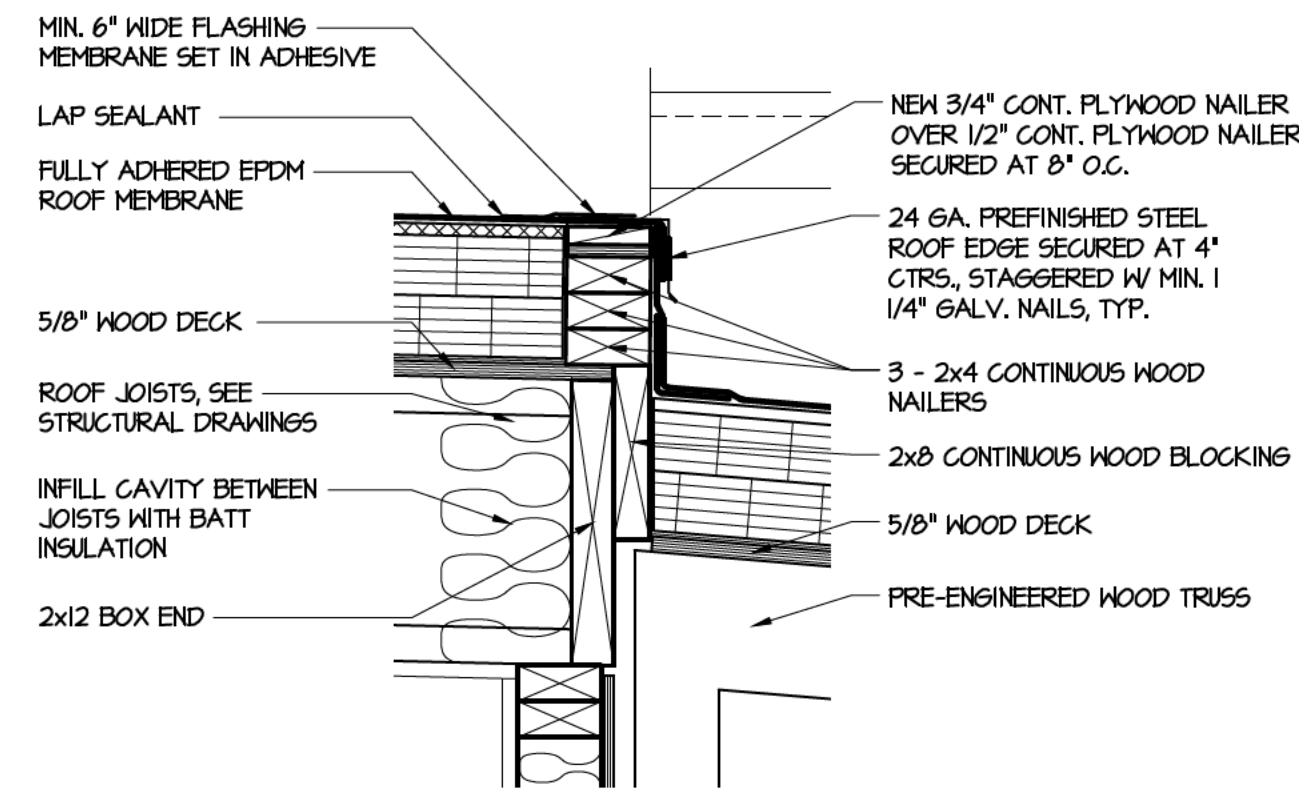 MIN. 6" WIDE FLASHING
MEMBRANE SET IN ADHESIVE
LAP SEALANT
FULLY ADHERED EPDM
ROOF MEMBRANE
5/8" WOOD DECK
ROOF JOISTS, SEE
STRUCTURAL DRAWINGS
INFILL CAVITY BETWEEN
JOISTS WITH BATT
INSULATION
2x12 BOX END
NEW 3/4" CONT. PLYWOOD NAILER
OVER 1/2" CONT. PLYWOOD NAILER
SECURED AT 8" O.C.
24 GA. PREFINISHED STEEL
ROOF EDGE SECURED AT 4"
CTRS., STAGGERED W/ MIN. 1
1/4" GALV. NAILS, TYP.
3 - 2x4 CONTINUOUS WOOD
NAILERS
2x8 CONTINUOUS WOOD BLOCKING
5/8" WOOD DECK
PRE-ENGINEERED WOOD TRUSS